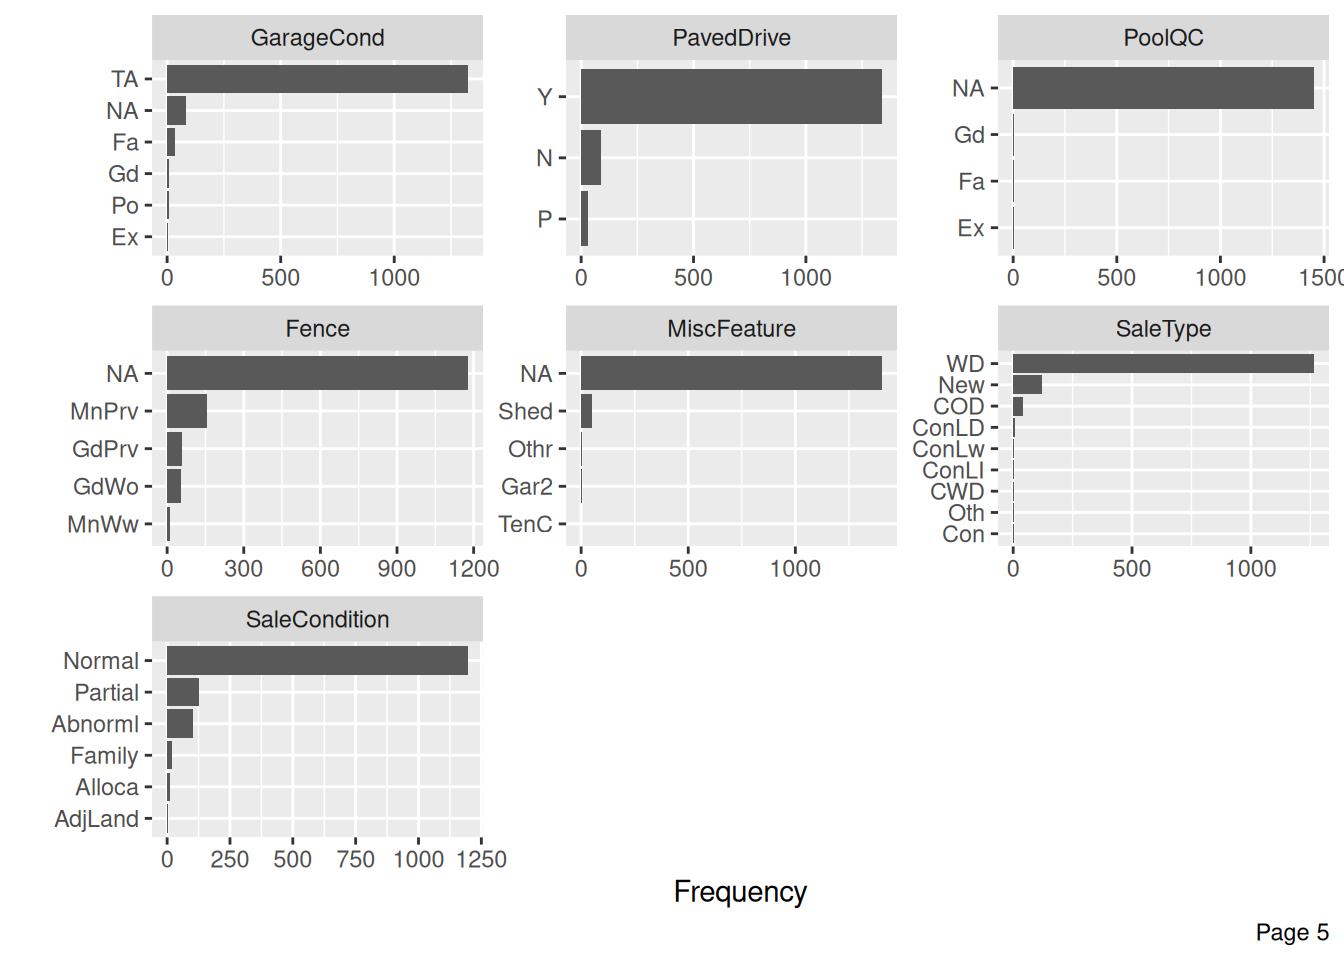 GarageCond
TA
NA
Fa
Gd
Po
Ex
0 500 1000
PavedDrive
Y
N
P
0 500 1000
PoolQC
NA
Gd
Fa
Ex
0 500 1000 1500
Fence
NA
MnPrv
GdPrv
GdWo
MnWw
0 300 600 900 1200
MiscFeature
NA
Shed
Othr
Gar2
TenC
0 500 1000
SaleType
WD
New
COD
ConLD
ConLw
ConLI
CWD
Oth
Con
0 500 1000
SaleCondition
Normal
Partial
Abnorml
Family
Alloca
AdjLand
0 250 500 750 1000 1250
Frequency
Page 5